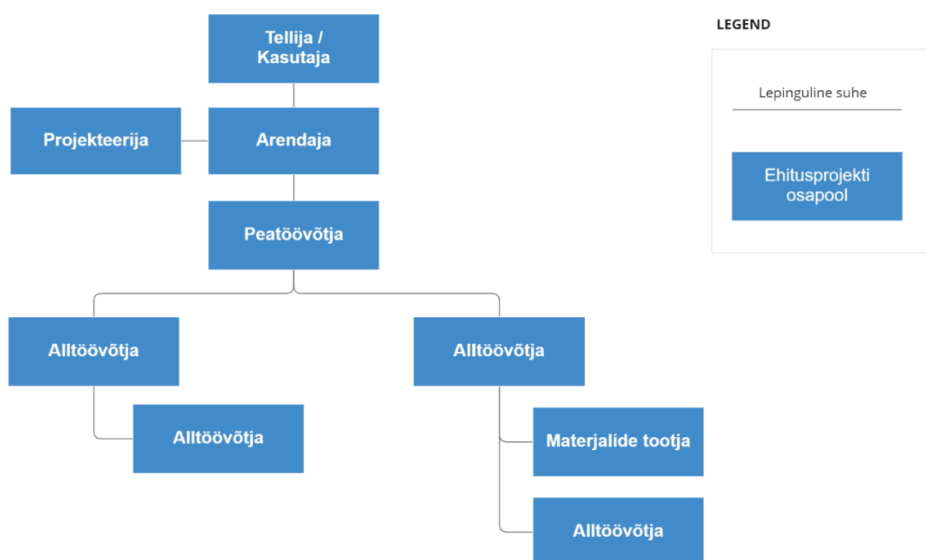 Tellija /
Kasutaja
LEGEND
Lepinguline suhe
Projekteerija
Arendaja
Ehitusprojekti
osapool
Peatöövõtja
Alltöövõtja
Alltöövõtja
Alltöövõtja
Materjalide tootja
Alltöövõtja